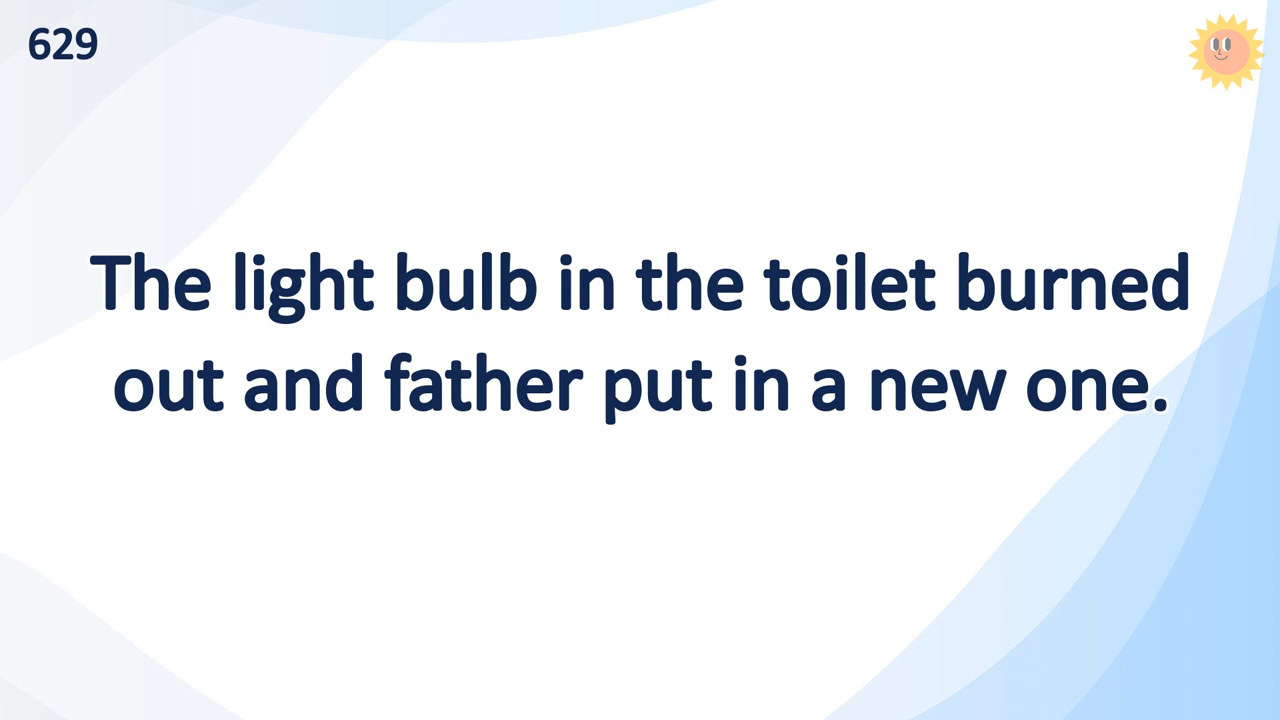 629
The light bulb in the toilet burned
out and father put in a new one.